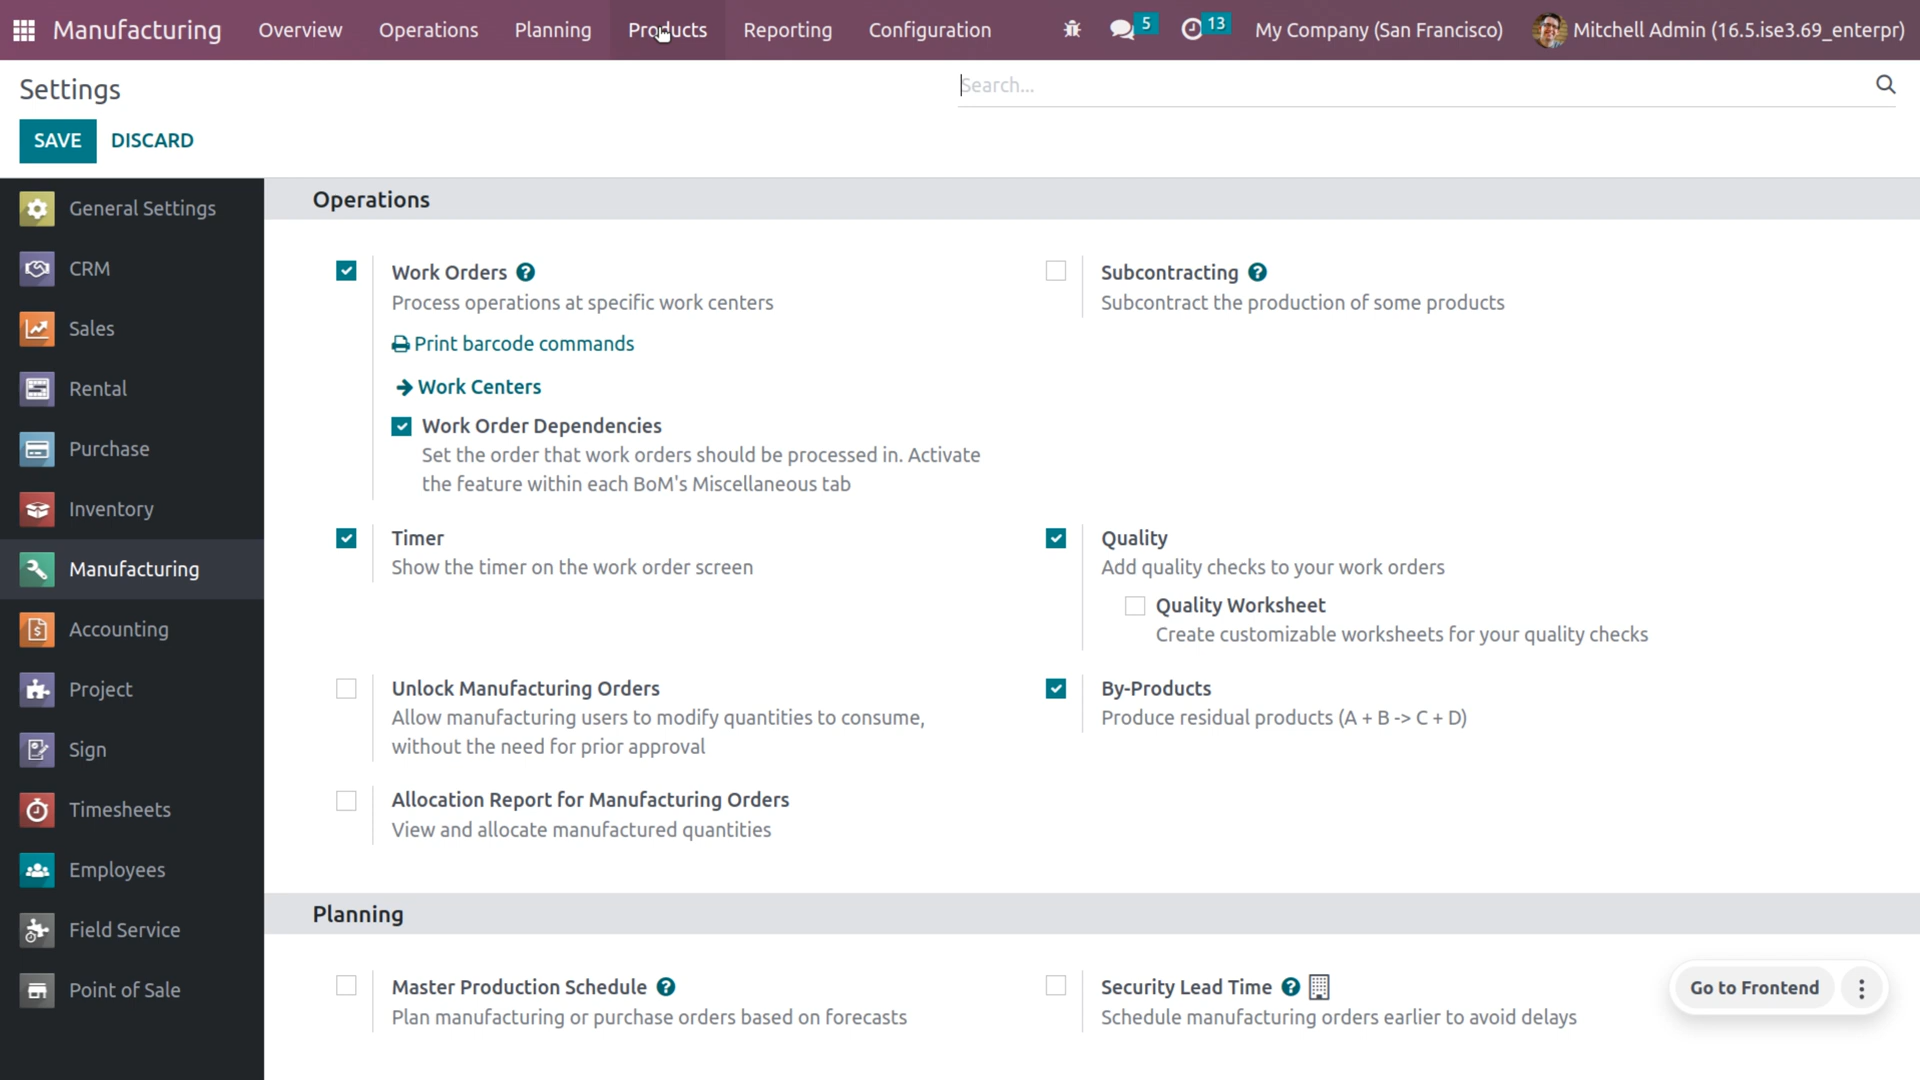 Manufacturing Overview Operations Planning Products Reporting Configuration 5 13 My Company (San Francisco) Mitchell Admin (16.5.ise3.69_enterpr)
Settings
Search...
SAVE DISCARD
General Settings
CRM
Sales
Rental
Purchase
Inventory
Manufacturing
Accounting
Project
Sign
Timesheets
Employees
Field Service
Point of Sale
Operations
Work Orders ?
Process operations at specific work centers
Print barcode commands
Work Centers
Work Order Dependencies
Set the order that work orders should be processed in. Activate
the feature within each BoM's Miscellaneous tab
Subcontracting ?
Subcontract the production of some products
Timer
Show the timer on the work order screen
Quality
Add quality checks to your work orders
Quality Worksheet
Create customizable worksheets for your quality checks
Unlock Manufacturing Orders
Allow manufacturing users to modify quantities to consume,
without the need for prior approval
By-Products
Produce residual products (A + B -> C + D)
Allocation Report for Manufacturing Orders
View and allocate manufactured quantities
Planning
Master Production Schedule ?
Plan manufacturing or purchase orders based on forecasts
Security Lead Time ?
Schedule manufacturing orders earlier to avoid delays
Go to Frontend